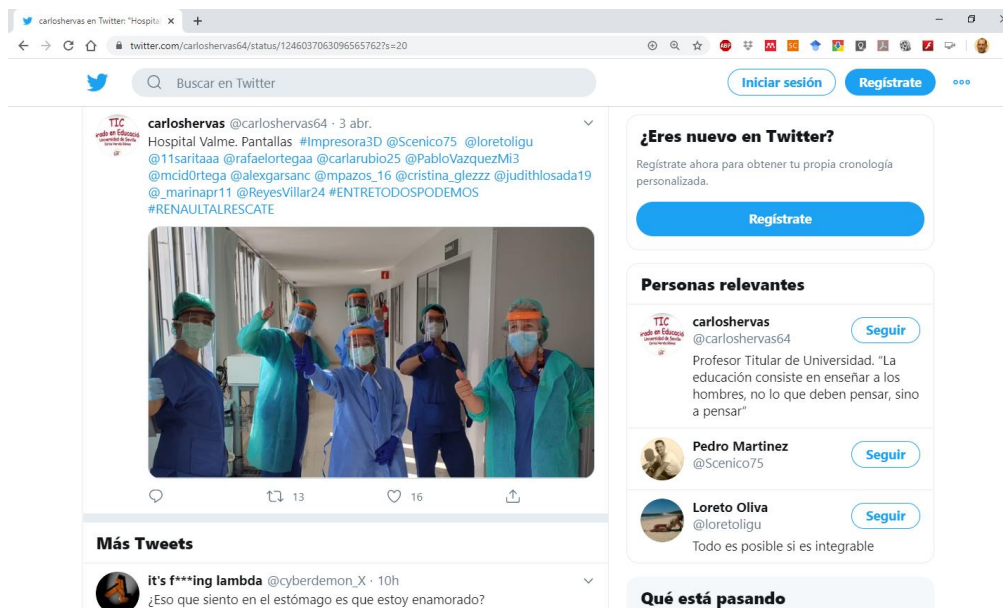 carloshervas en Twitter: "Hospita
twitter.com/carloshervas64/status/1246037063096565762?s=20
Buscar en Twitter
Iniciar sesión
Regístrate
carloshervas @carloshervas64 · 3 abr.
Hospital Valme. Pantallas #Impresora3D @Scenico75 @loretoligu
@11saritaaa @rafaelortegaa @carlarubio25 @PabloVazquezMi3
@mcid0rtega @alexgarsanc @mpazos_16 @cristina_glezzz @judithlosada19
@_marinapr11 @ReyesVillar24 #ENTRETODOSPODEMOS
#RENAULTALRESCATE
13
16
Más Tweets
it's f***ing lambda @cyberdemon_X · 10h
¿Eso que siento en el estómago es que estoy enamorado?
¿Eres nuevo en Twitter?
Regístrate ahora para obtener tu propia cronología
personalizada.
Regístrate
Personas relevantes
TIC
carloshervas
@carloshervas64
Seguir
Profesor Titular de Universidad. "La
educación consiste en enseñar a los
hombres, no lo que deben pensar, sino
a pensar"
Pedro Martinez
@Scenico75
Seguir
Loreto Oliva
@loretoligu
Seguir
Todo es posible si es integrable
Qué está pasando